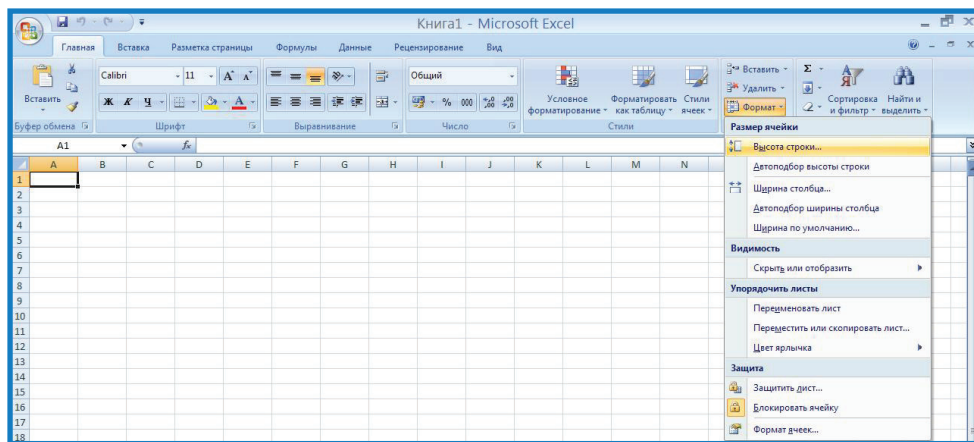 Книга1 - Microsoft Excel
Главная Вставка Разметка страницы Формулы Данные Рецензирование Вид
Вставить
Calibri 11 А А
Ж К Ч А
Общий
% 000 ,00 ,00
Условное форматирование
Форматировать как таблицу
Стили ячеек
Вставить
Удалить
Формат
Σ
Сортировка и фильтр
Найти и выделить
Буфер обмена Шрифт Выравнивание Число Стили
A1 fx
A B C D E F G H I J K L M N
1
2
3
4
5
6
7
8
9
10
11
12
13
14
15
16
17
18
Размер ячейки
Высота строки...
Автоподбор высоты строки
Ширина столбца...
Автоподбор ширины столбца
Ширина по умолчанию...
Видимость
Скрыть или отобразить
Упорядочить листы
Переименовать лист
Переместить или скопировать лист...
Цвет ярлычка
Защита
Защитить лист...
Блокировать ячейку
Формат ячеек...